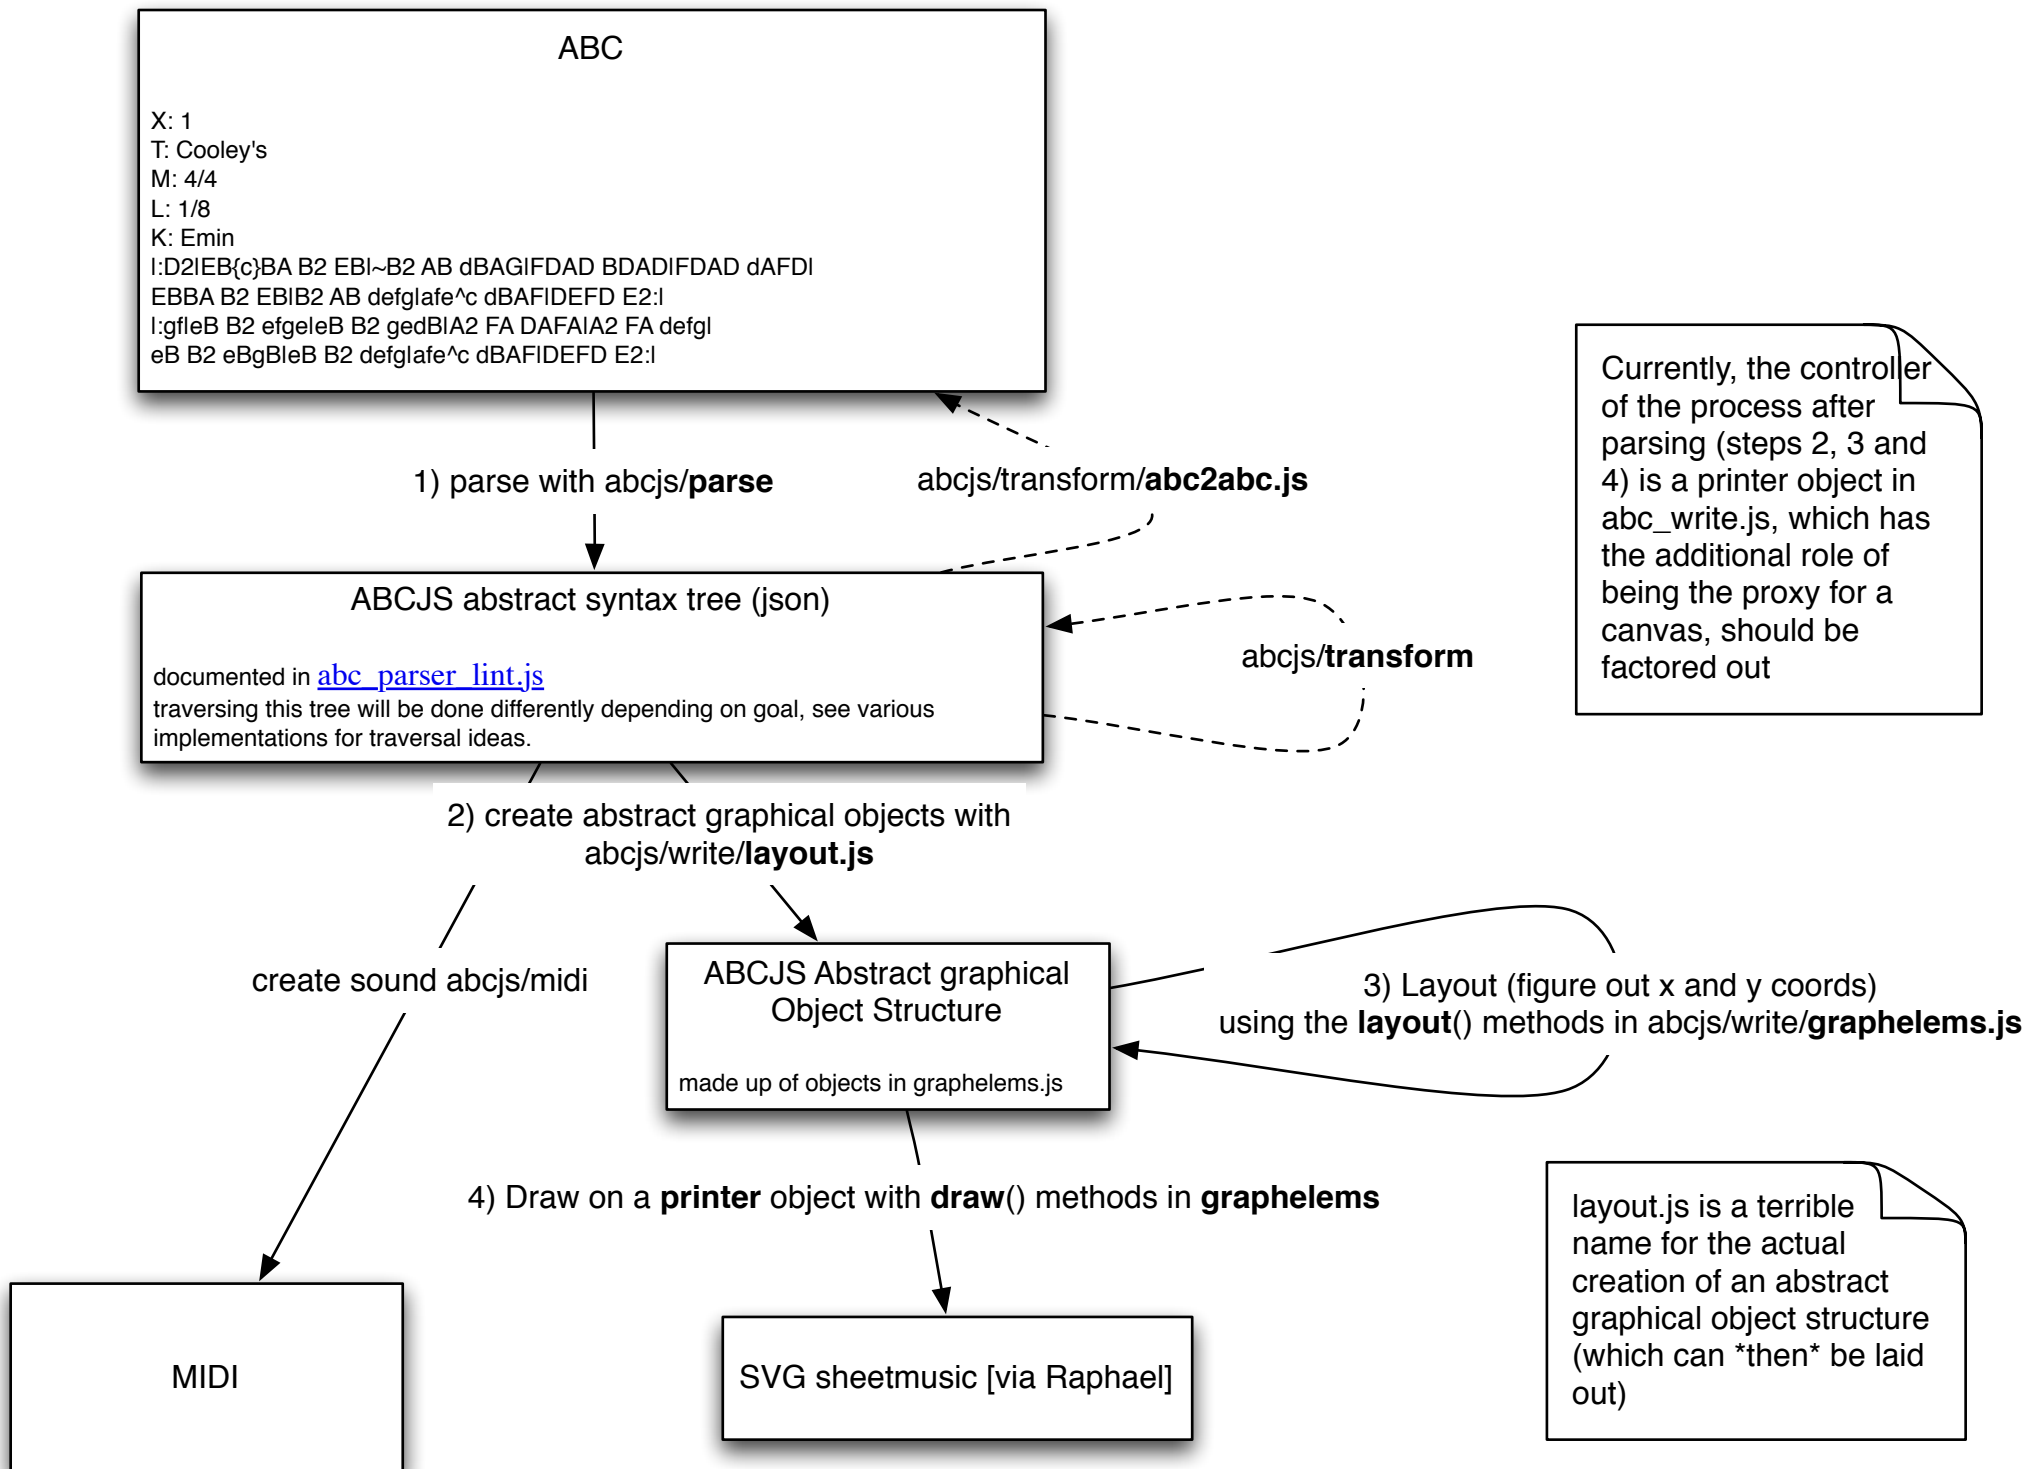 ABC
X: 1
T: Cooley's
M: 4/4
L: 1/8
K: Emin
|:D2|EB{c}BA B2 EB|~B2 AB dBAG|FDAD BDAD|FDAD dAFD|
EBBA B2 EB|B2 AB defg|afe^c dBAF|DEFD E2:|
|:gf|eB B2 efge|eB B2 gedB|A2 FA DAFA|A2 FA defg|
eB B2 eBgB|eB B2 defg|afe^c dBAF|DEFD E2:|
1) parse with abcjs/parse
abcjs/transform/abc2abc.js
Currently, the controller
of the process after
parsing (steps 2, 3 and
4) is a printer object in
abc_write.js, which has
the additional role of
being the proxy for a
canvas, should be
factored out
ABCJS abstract syntax tree (json)
documented in abc_parser_lint.js
traversing this tree will be done differently depending on goal, see various
implementations for traversal ideas.
abcjs/transform
2) create abstract graphical objects with
abcjs/write/layout.js
create sound abcjs/midi
ABCJS Abstract graphical
Object Structure
made up of objects in graphelems.js
3) Layout (figure out x and y coords)
using the layout() methods in abcjs/write/graphelems.js
4) Draw on a printer object with draw() methods in graphelems
layout.js is a terrible
name for the actual
creation of an abstract
graphical object structure
(which can *then* be laid
out)
MIDI
SVG sheetmusic [via Raphael]